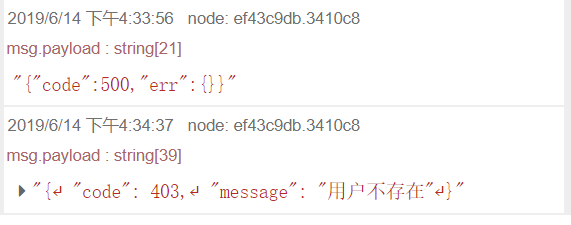 2019/6/14 下午4:33:56 node: ef43c9db.3410c8
msg.payload : string[21]
"{"code":500,"err":{}}"
2019/6/14 下午4:34:37 node: ef43c9db.3410c8
msg.payload : string[39]
▶"{↵ "code": 403,↵ "message": "用户不存在"↵}"